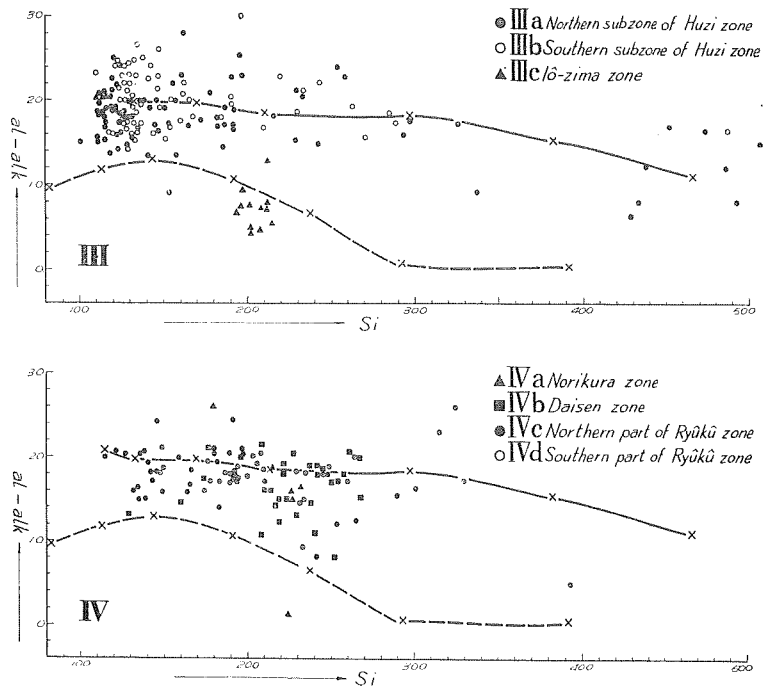 30
20
10
0
al-alk
● IIIa Northern subzone of Huzi zone
○ IIIb Southern subzone of Huzi zone
▲ IIIc Iô-zima zone
III
100
200
300
400
500
Si
30
20
10
0
al-alk
▲ IVa Norikura zone
■ IVb Daisen zone
● IVc Northern part of Ryûkû zone
○ IVd Southern part of Ryûkû zone
IV
100
200
300
400
500
Si